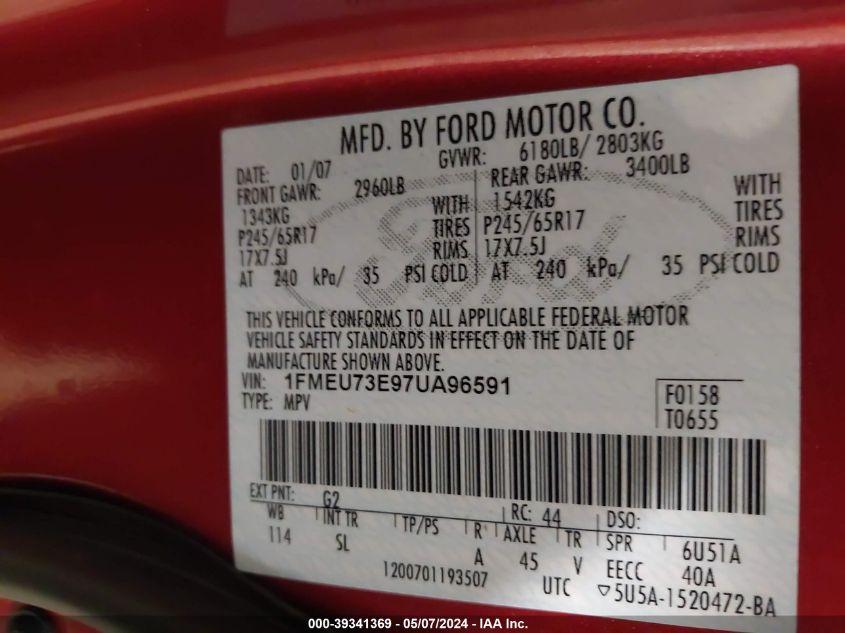 MFD. BY FORD MOTOR CO.
DATE: 01/07 GVWR: 6180LB/ 2803KG
FRONT GAWR: 2960LB REAR GAWR: 3400LB
1343KG WITH 1542KG WITH
P245/65R17 TIRES P245/65R17 TIRES
17X7.5J RIMS 17X7.5J RIMS
AT 240 kPa/ 35 PSI COLD AT 240 kPa/ 35 PSI COLD
Ford
THIS VEHICLE CONFORMS TO ALL APPLICABLE FEDERAL MOTOR
VEHICLE SAFETY STANDARDS IN EFFECT ON THE DATE OF
MANUFACTURE SHOWN ABOVE.
VIN: 1FMEU73E97UA96591
TYPE: MPV
F0158
T0655
EXT PNT: G2 RC: 44 DSO:
WB INT TR TP/PS R AXLE TR SPR 6U51A
114 SL A 45 V EECC 40A
1200701193507 UTC ▽5U5A-1520472-BA
000-39341369 - 05/07/2024 - IMPACT AUTO AUCTIONS, Inc.